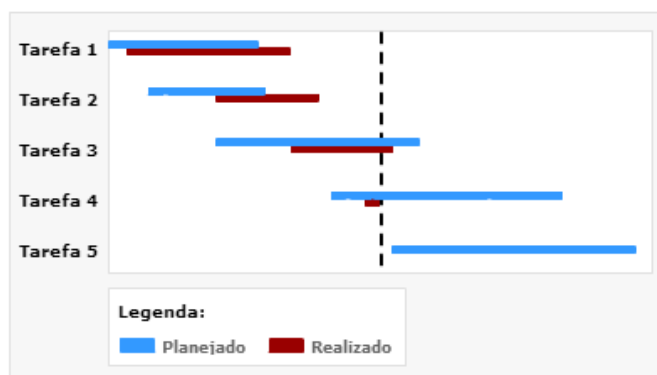 Tarefa 1
Tarefa 2
Tarefa 3
Tarefa 4
Tarefa 5
Legenda:
Planejado Realizado